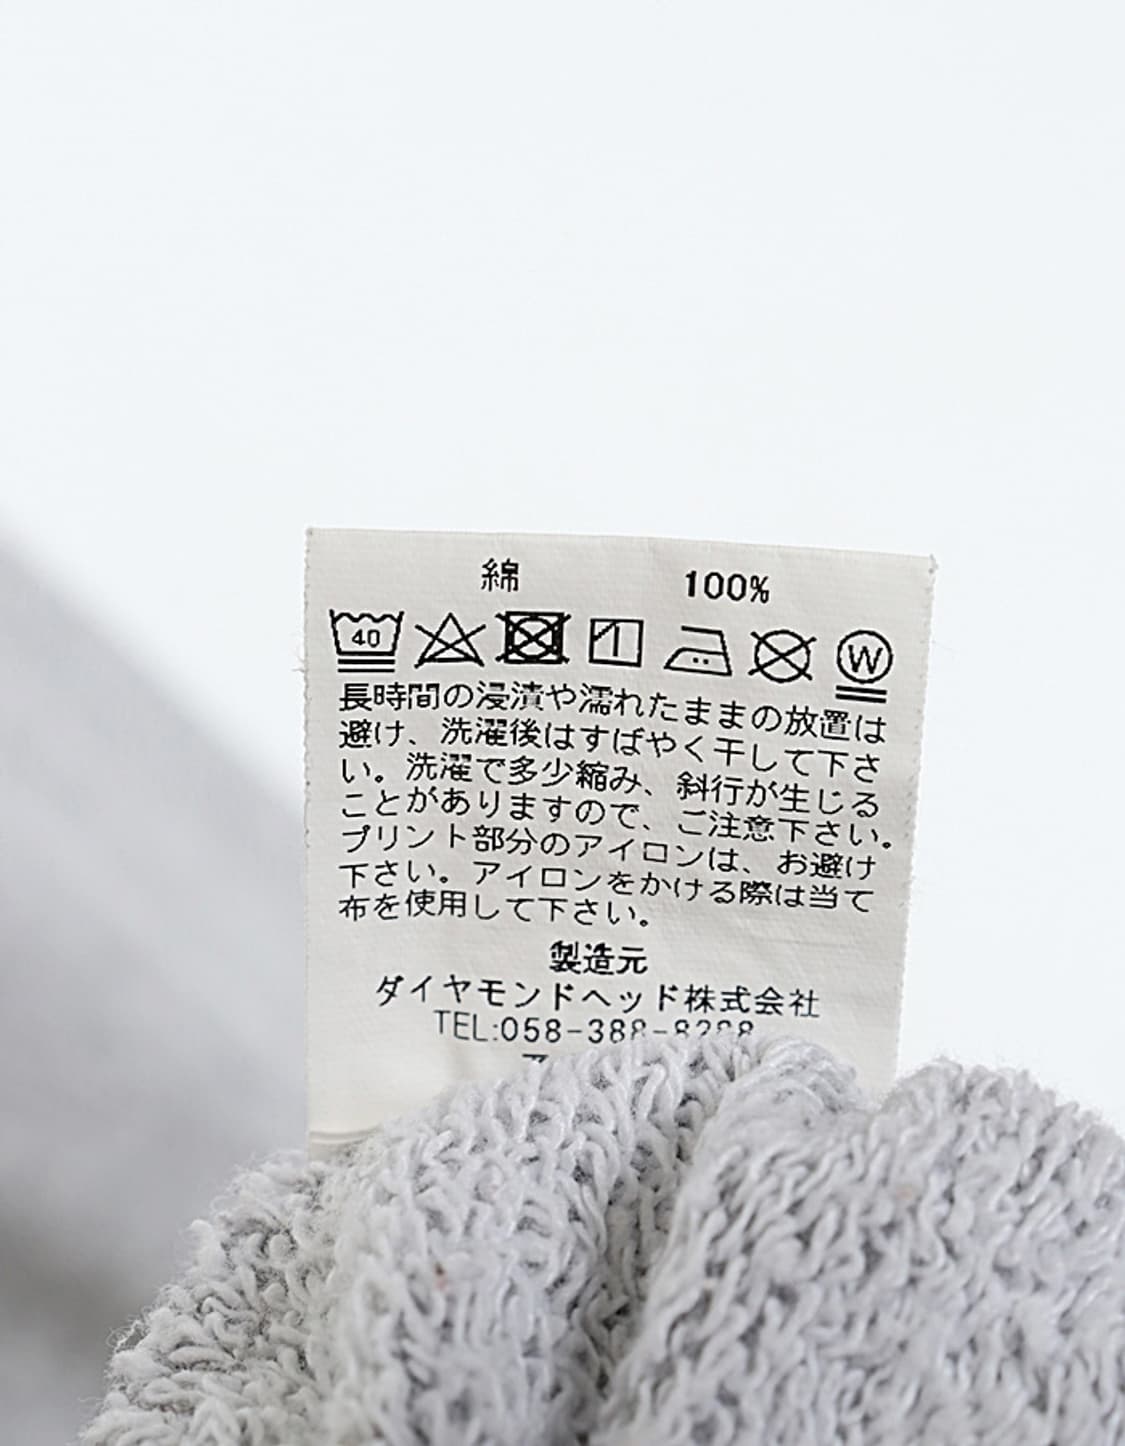 綿 100%
40 W
長時間の浸漬や濡れたままの放置は
避け、洗濯後はすばやく干して下さ
い。洗濯で多少縮み、斜行が生じる
ことがありますので、ご注意下さい。
プリント部分のアイロンは、お避け
下さい。アイロンをかける際は当て
布を使用して下さい。
製造元
ダイヤモンドヘッド株式会社
TEL:058-388-8288